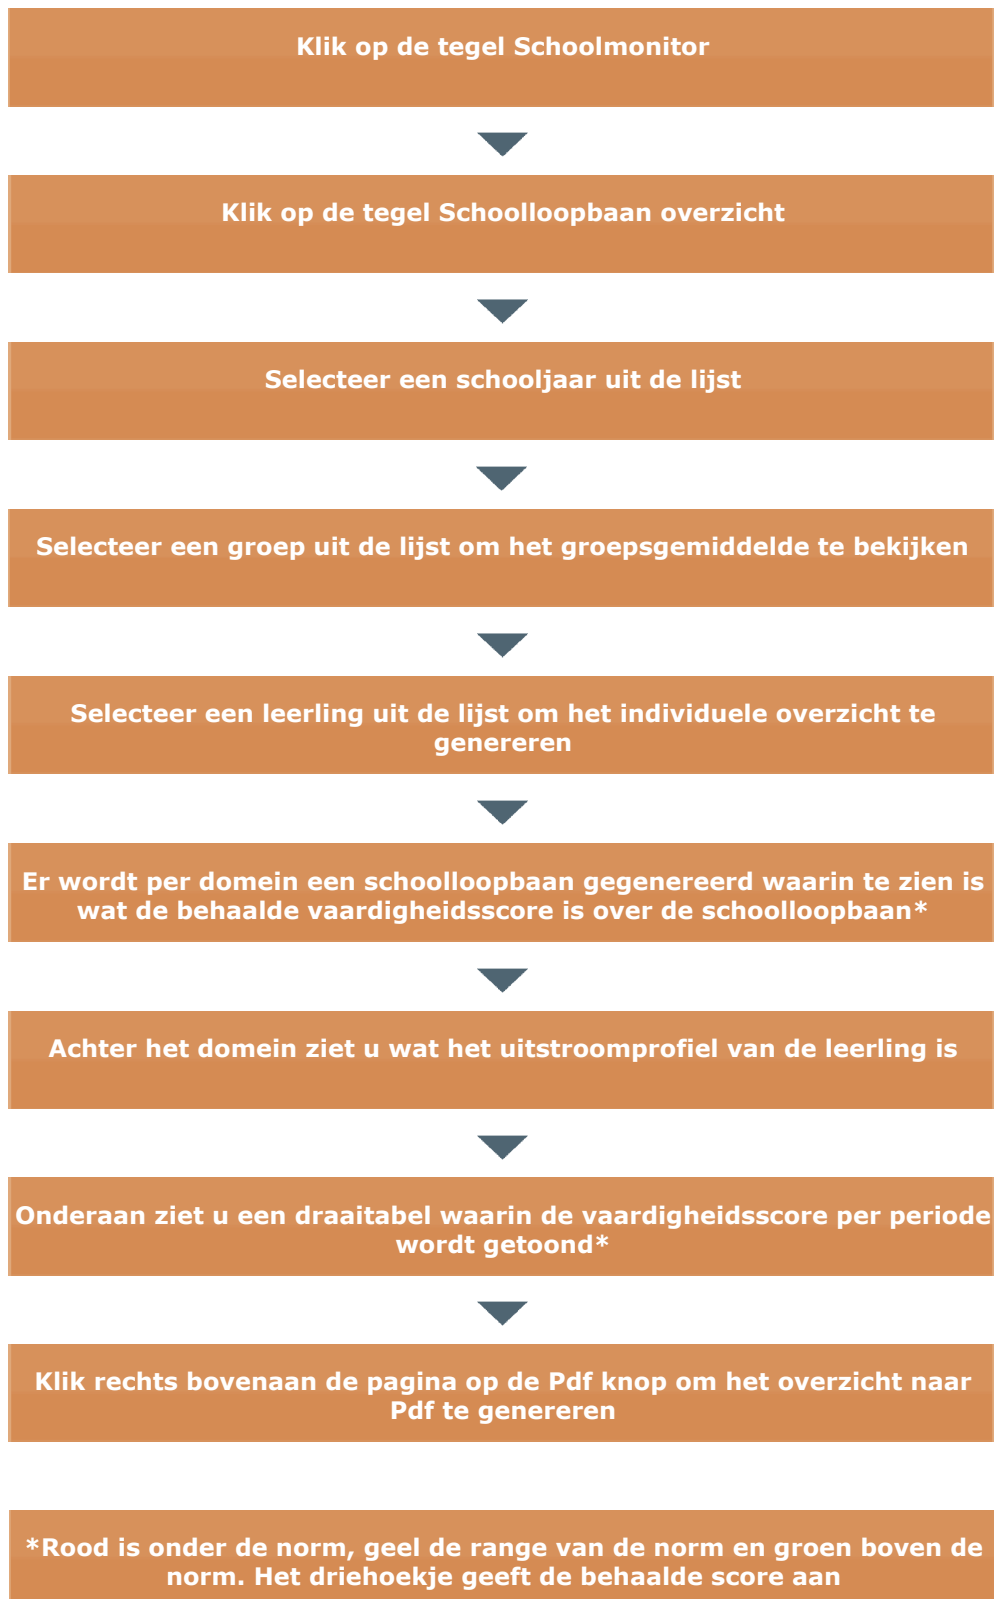 Klik op de tegel Schoolmonitor
Klik op de tegel Schoolloopbaan overzicht
Selecteer een schooljaar uit de lijst
Selecteer een groep uit de lijst om het groepsgemiddelde te bekijken
Selecteer een leerling uit de lijst om het individuele overzicht te
genereren
Er wordt per domein een schoolloopbaan gegenereerd waarin te zien is
wat de behaalde vaardigheidsscore is over de schoolloopbaan*
Achter het domein ziet u wat het uitstroomprofiel van de leerling is
Onderaan ziet u een draaitabel waarin de vaardigheidsscore per periode
wordt getoond*
Klik rechts bovenaan de pagina op de Pdf knop om het overzicht naar
Pdf te genereren
*Rood is onder de norm, geel de range van de norm en groen boven de
norm. Het driehoekje geeft de behaalde score aan